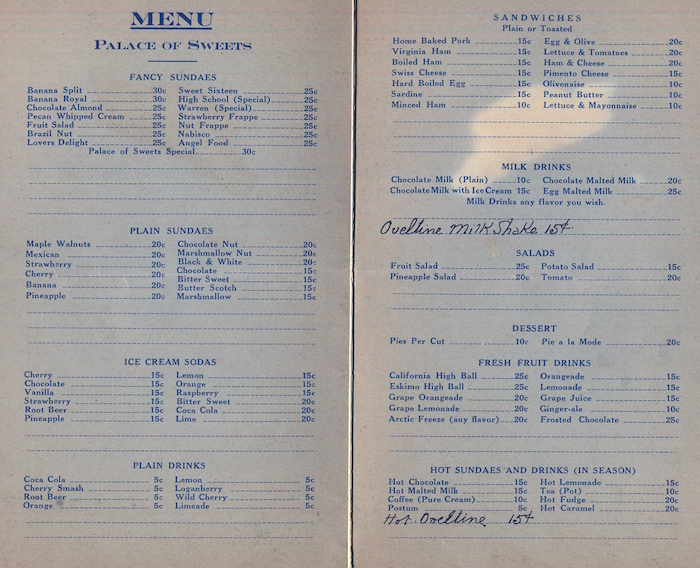 MENU
PALACE OF SWEETS
FANCY SUNDAES
Banana Split 30c Sweet Sixteen 25c
Banana Royal 30c High School (Special) 25c
Chocolate Almond 25c Warren (Special) 25c
Pecan Whipped Cream 25c Strawberry Frappe 25c
Fruit Salad 25c Nut Frappe 25c
Brazil Nut 25c Nabisco 25c
Lovers Delight 25c Angel Food 25c
Palace of Sweets Special 30c
PLAIN SUNDAES
Maple Walnuts 20c Chocolate Nut 20c
Mexican 20c Marshmallow Nut 20c
Strawberry 20c Black & White 20c
Cherry 20c Chocolate 15c
Banana 20c Bitter Sweet 15c
Pineapple 20c Butter Scotch 15c
Marshmallow 15c
ICE CREAM SODAS
Cherry 15c Lemon 15c
Chocolate 15c Orange 15c
Vanilla 15c Raspberry 15c
Strawberry 15c Bitter Sweet 20c
Root Beer 15c Coca Cola 20c
Pineapple 15c Lime 20c
PLAIN DRINKS
Coca Cola 5c Lemon 5c
Cherry Smash 5c Loganberry 5c
Root Beer 5c Wild Cherry 5c
Orange 5c Limeade 5c
SANDWICHES
Plain or Toasted
Home Baked Pork 15c Egg & Olive 20c
Virginia Ham 15c Lettuce & Tomatoes 20c
Boiled Ham 15c Ham & Cheese 20c
Swiss Cheese 15c Pimento Cheese 15c
Hard Boiled Egg 15c Olivenaise 10c
Sardine 15c Peanut Butter 10c
Minced Ham 10c Lettuce & Mayonnaise 10c
MILK DRINKS
Chocolate Milk (Plain) 10c Chocolate Malted Milk 20c
Chocolate Milk with Ice Cream 15c Egg Malted Milk 25c
Milk Drinks any flavor you wish.
Oveltine Milk Shake 15¢
SALADS
Fruit Salad 25c Potato Salad 15c
Pineapple Salad 20c Tomato 20c
DESSERT
Pies Per Cut 10c Pie a la Mode 20c
FRESH FRUIT DRINKS
California High Ball 25c Orangeade 15c
Eskimo High Ball 25c Lemonade 15c
Grape Orangeade 20c Grape Juice 15c
Grape Lemonade 20c Ginger-ale 10c
Arctic Freeze (any flavor) 20c Frosted Chocolate 25c
HOT SUNDAES AND DRINKS (IN SEASON)
Hot Chocolate 15c Hot Lemonade 15c
Hot Malted Milk 15c Tea (Pot) 10c
Coffee (Pure Cream) 10c Hot Fudge 20c
Postum 5c Hot Caramel 20c
Hot Oveltine 15¢